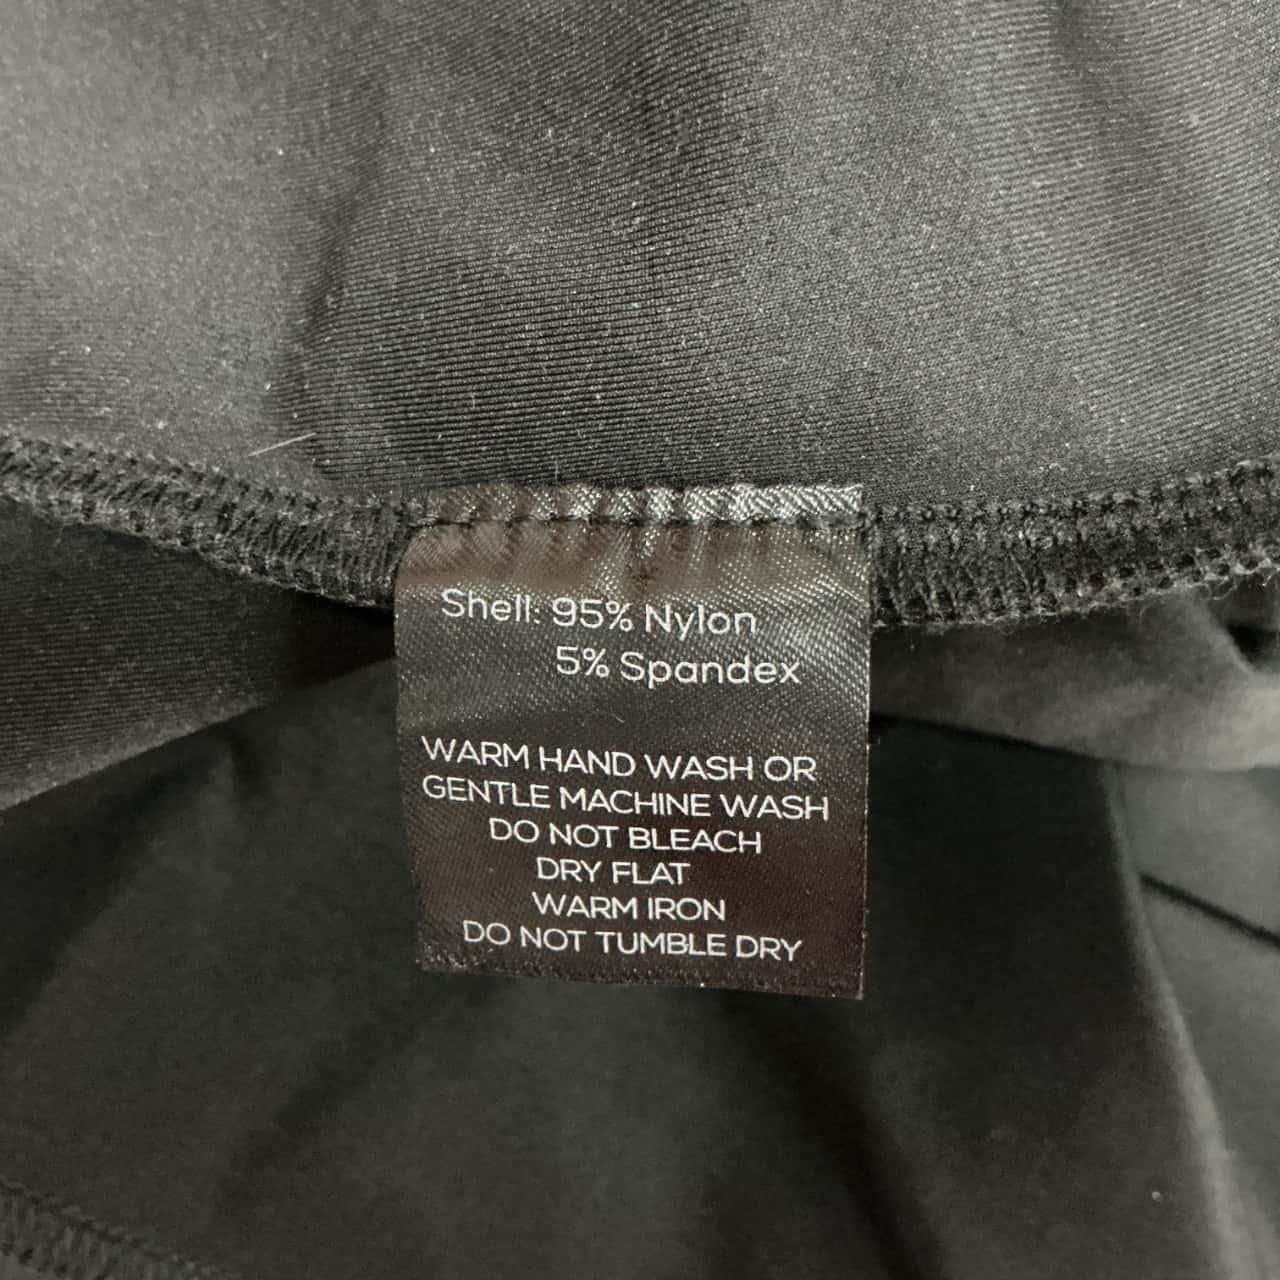 Shell: 95% Nylon
5% Spandex
WARM HAND WASH OR
GENTLE MACHINE WASH
DO NOT BLEACH
DRY FLAT
WARM IRON
DO NOT TUMBLE DRY